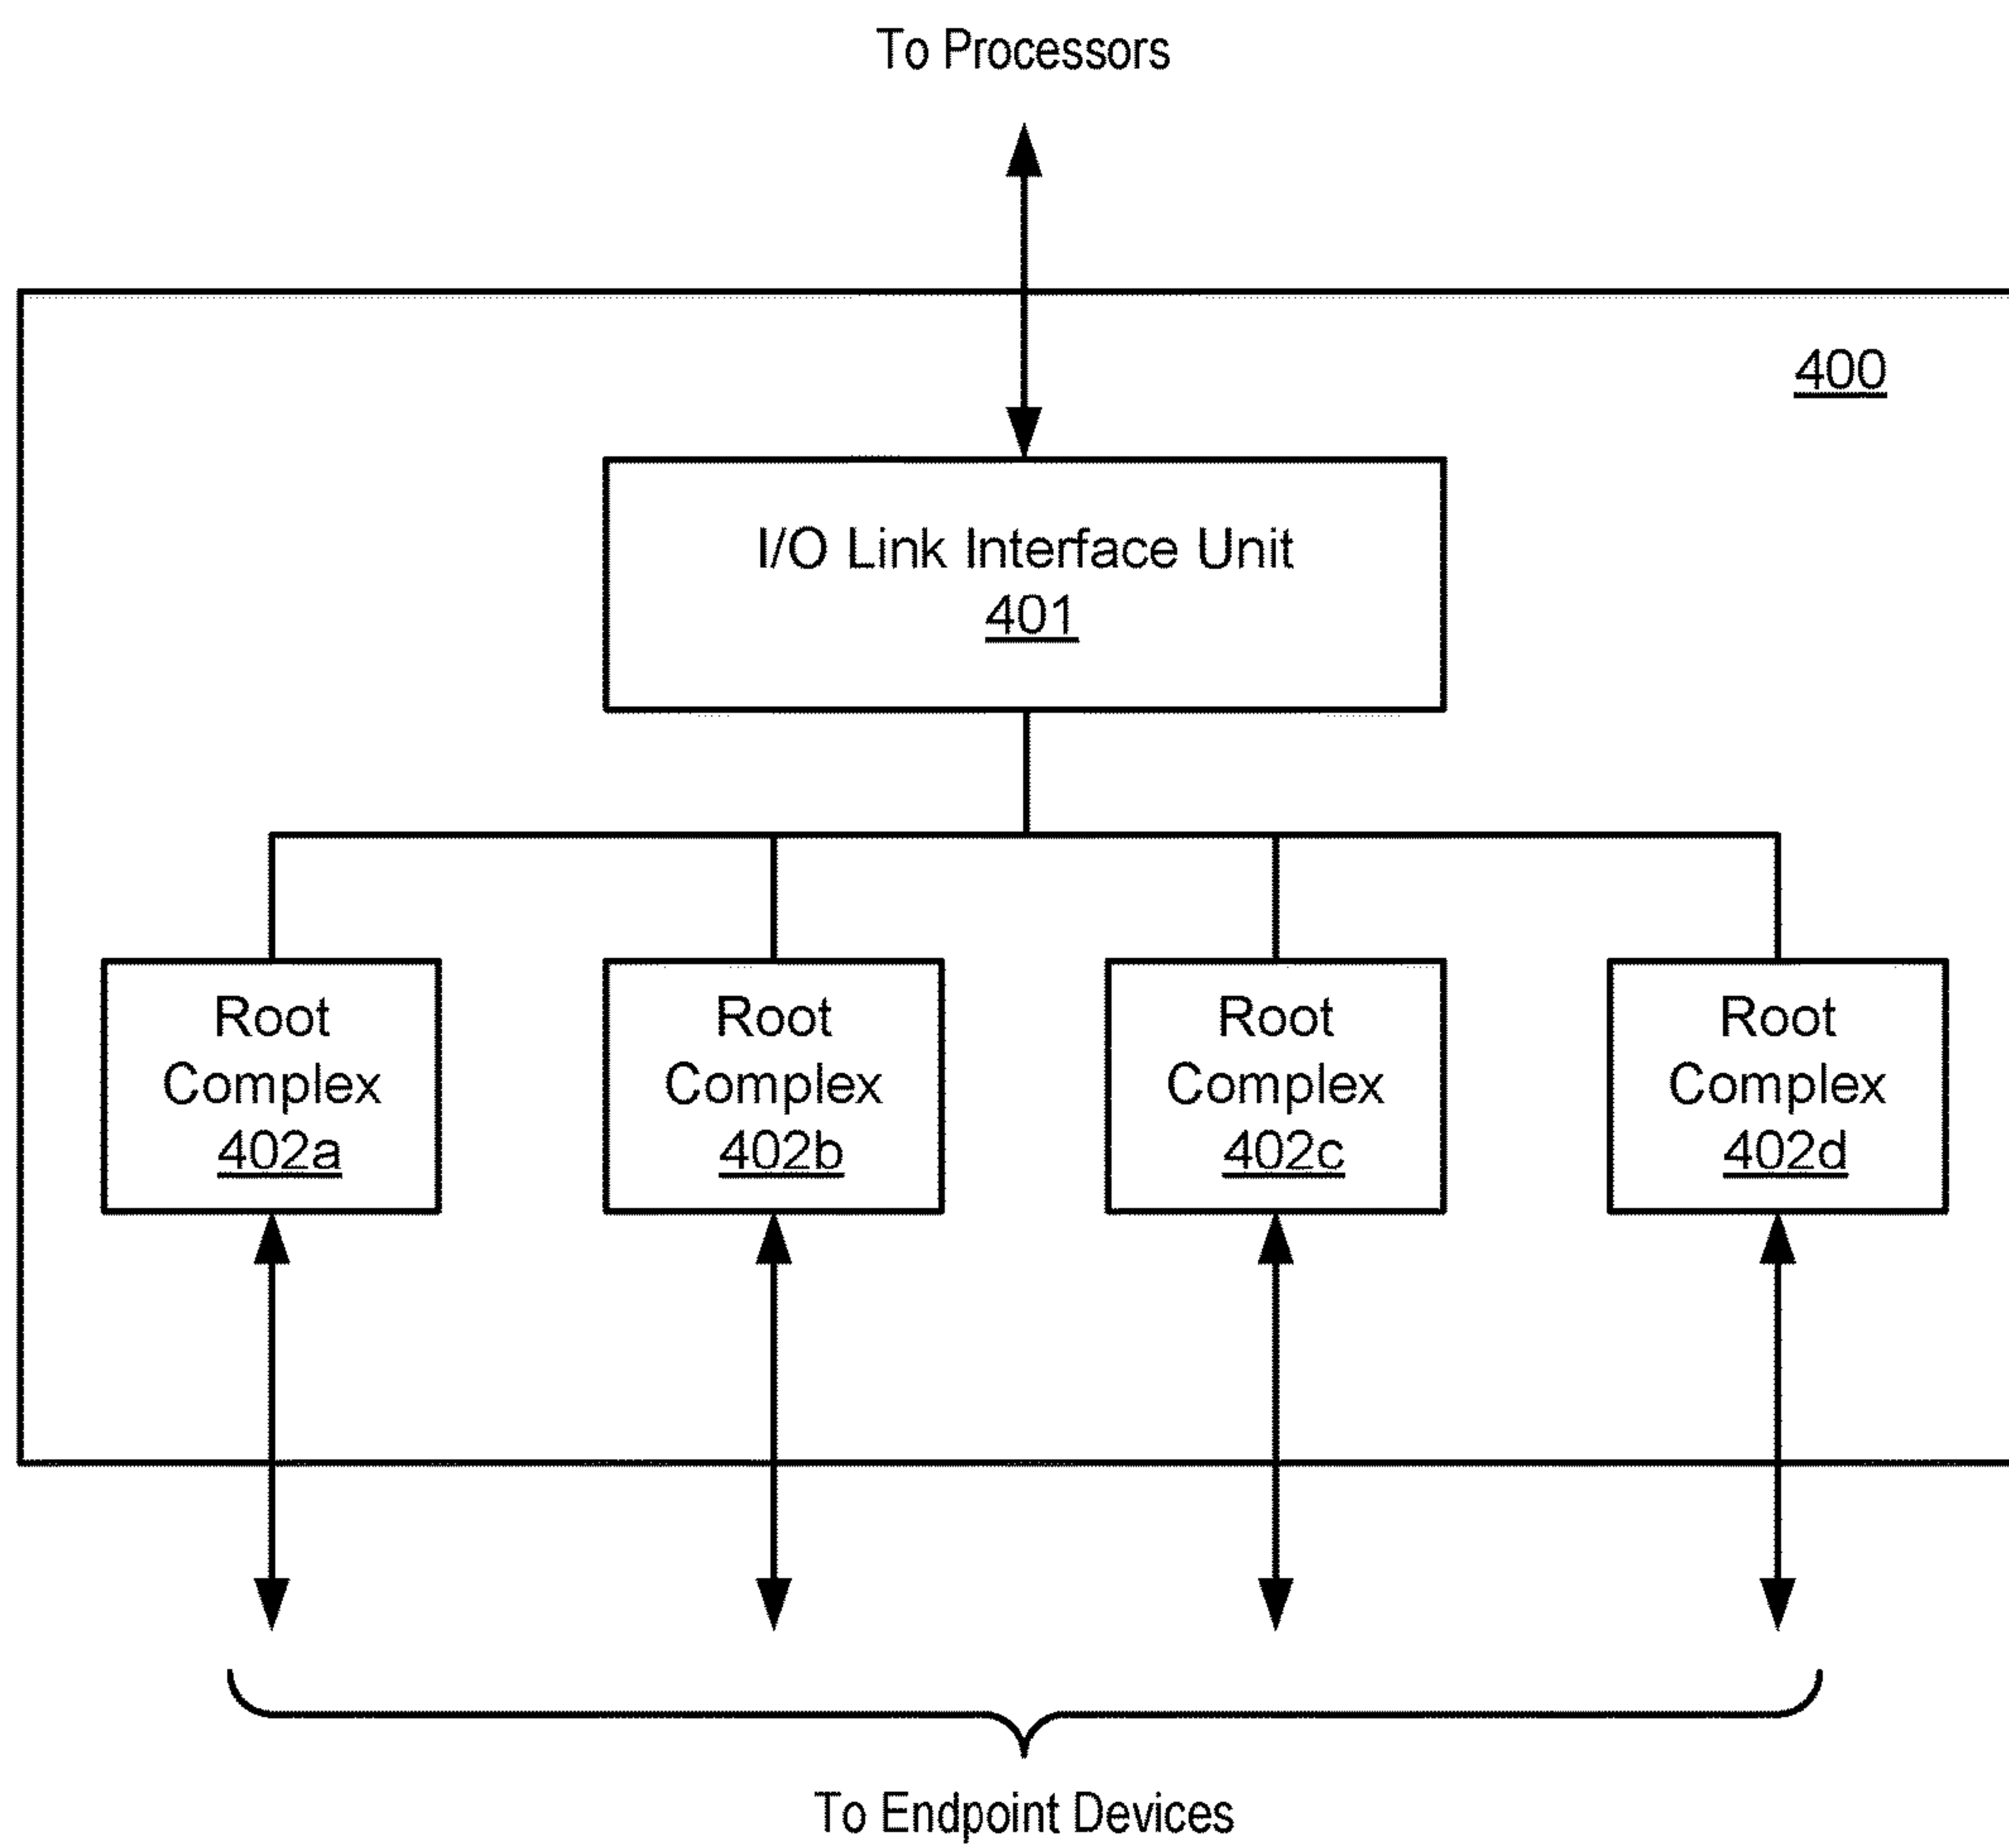 To Processors
400
I/O Link Interface Unit
401
Root
Complex
402a
Root
Complex
402b
Root
Complex
402c
Root
Complex
402d
To Endpoint Devices